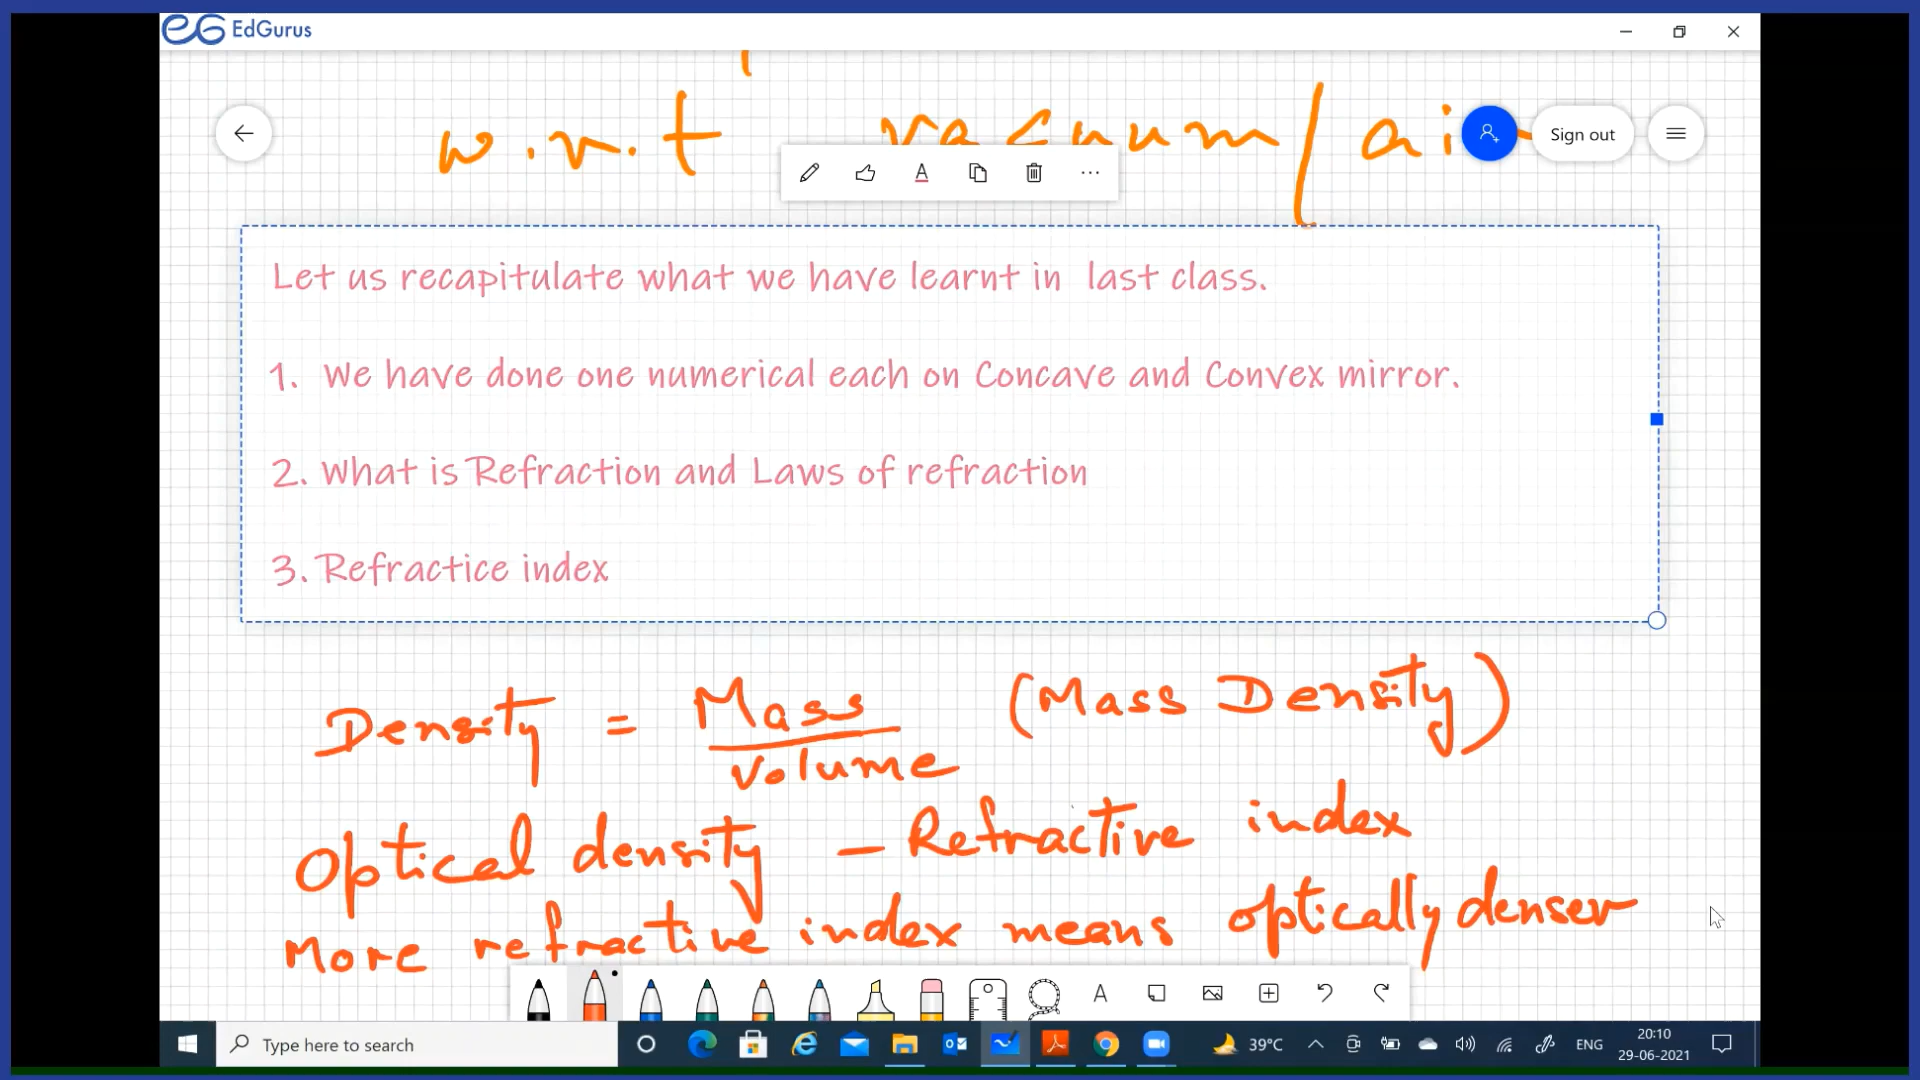 EdGurus
w.r.t vacuum/ai
Sign out
Let us recapitulate what we have learnt in last class.
1. We have done one numerical each on Concave and Convex mirror.
2. What is Refraction and Laws of refraction
3. Refractice index
Density = Mass (Mass Density)
Volume
Optical density – Refractive index
More refractive index means optically denser
Type here to search
39°C
ENG
20:10
29-06-2021